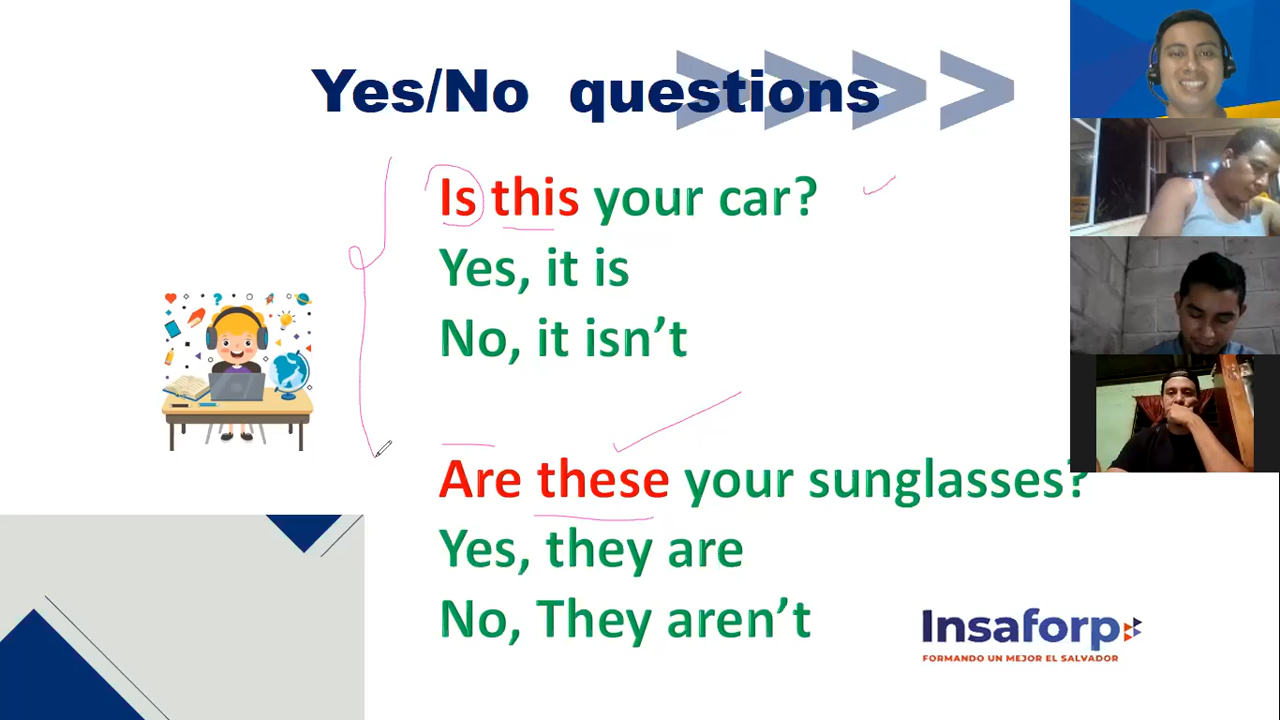 Yes/No questions
Is this your car?
Yes, it is
No, it isn't
Are these your sunglasses?
Yes, they are
No, They aren't
Insaforp
FORMANDO UN MEJOR EL SALVADOR